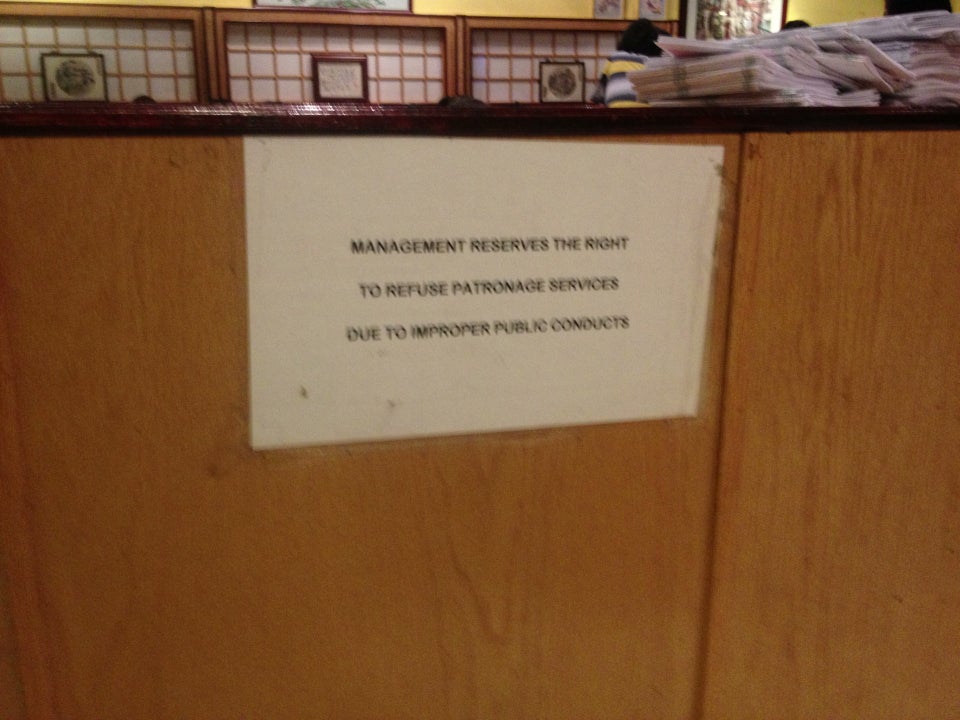 MANAGEMENT RESERVES THE RIGHT
TO REFUSE PATRONAGE SERVICES
DUE TO IMPROPER PUBLIC CONDUCTS